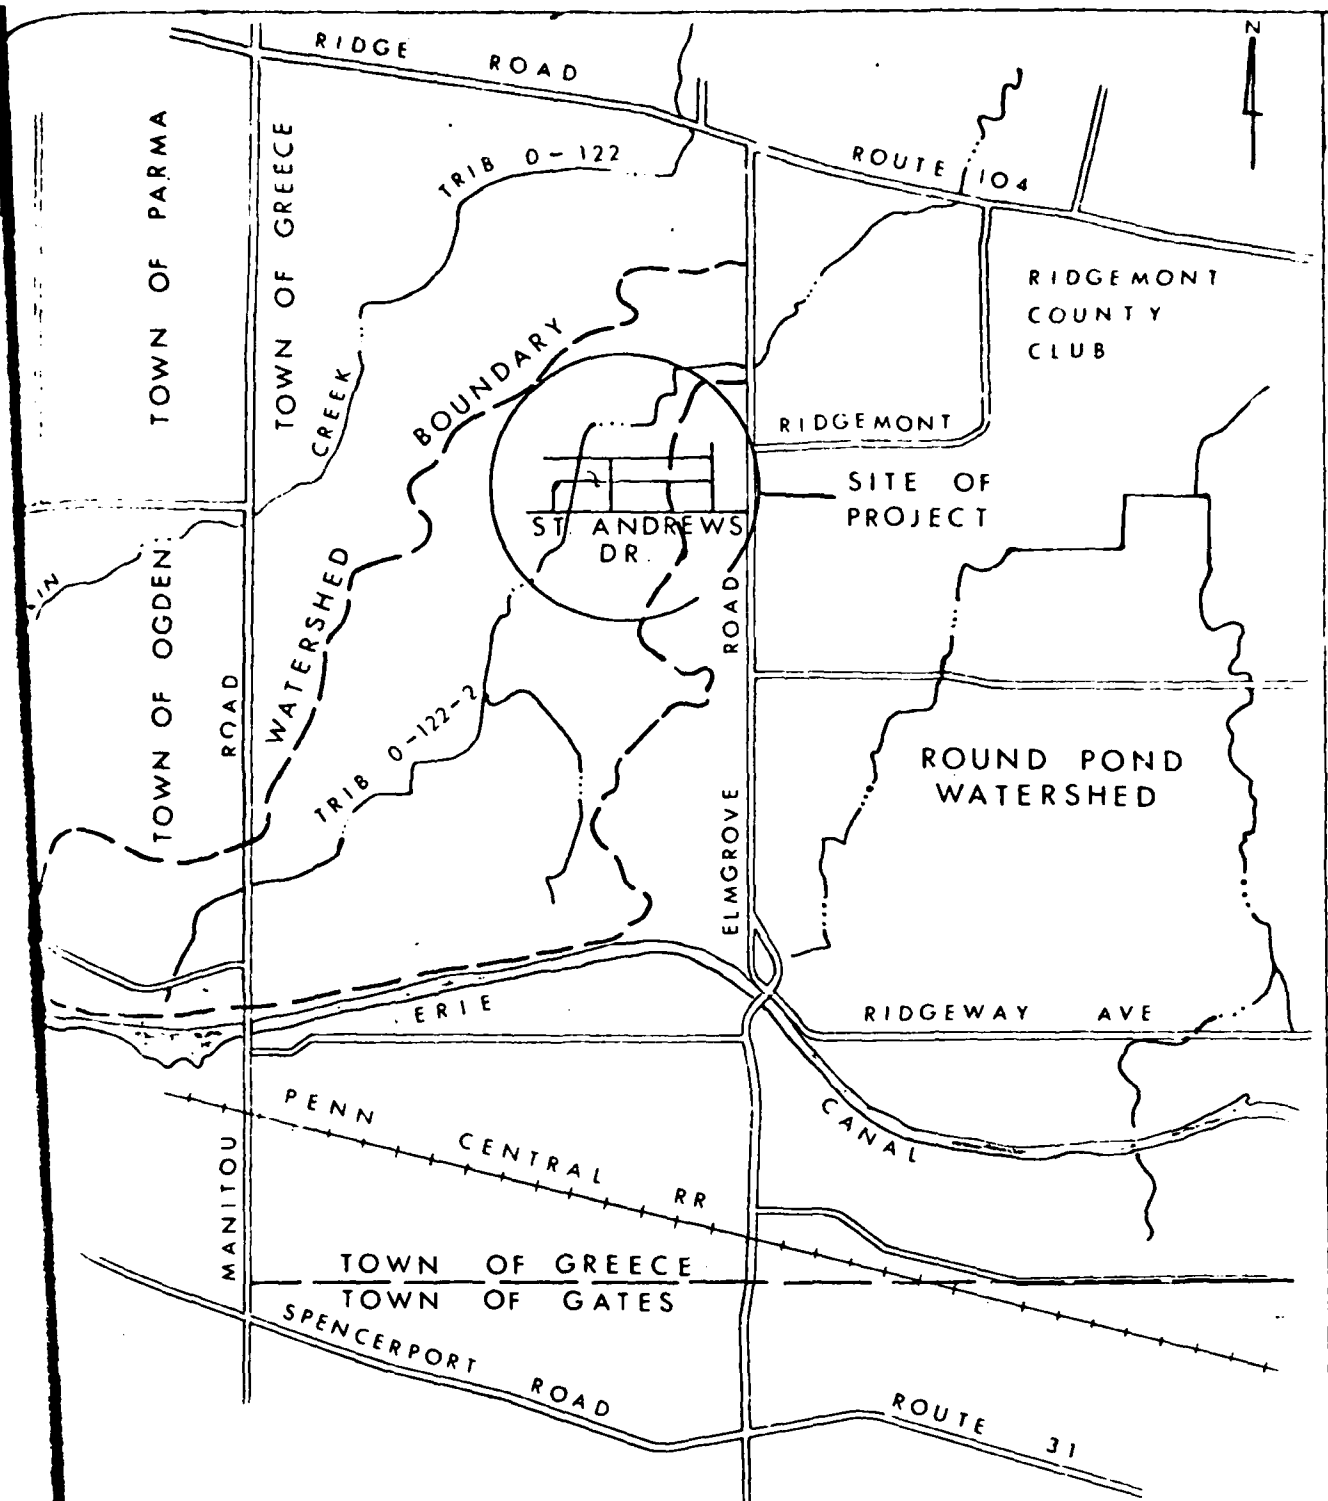 N
RIDGE ROAD
TRIB 0-122
ROUTE 104
TOWN OF PARMA
TOWN OF GREECE
RIDGEMONT
COUNTY
CLUB
BOUNDARY
CREEK
RIDGEMONT
SITE OF
PROJECT
ST. ANDREWS
DR.
TOWN OF OGDEN
ROAD
WATERSHED
ROAD
TRIB 0-122-2
ROUND POND
WATERSHED
ELMGROVE
ERIE
RIDGEWAY AVE
CANAL
PENN CENTRAL RR
MANITOU
TOWN OF GREECE
TOWN OF GATES
SPENCERPORT ROAD
ROUTE 31